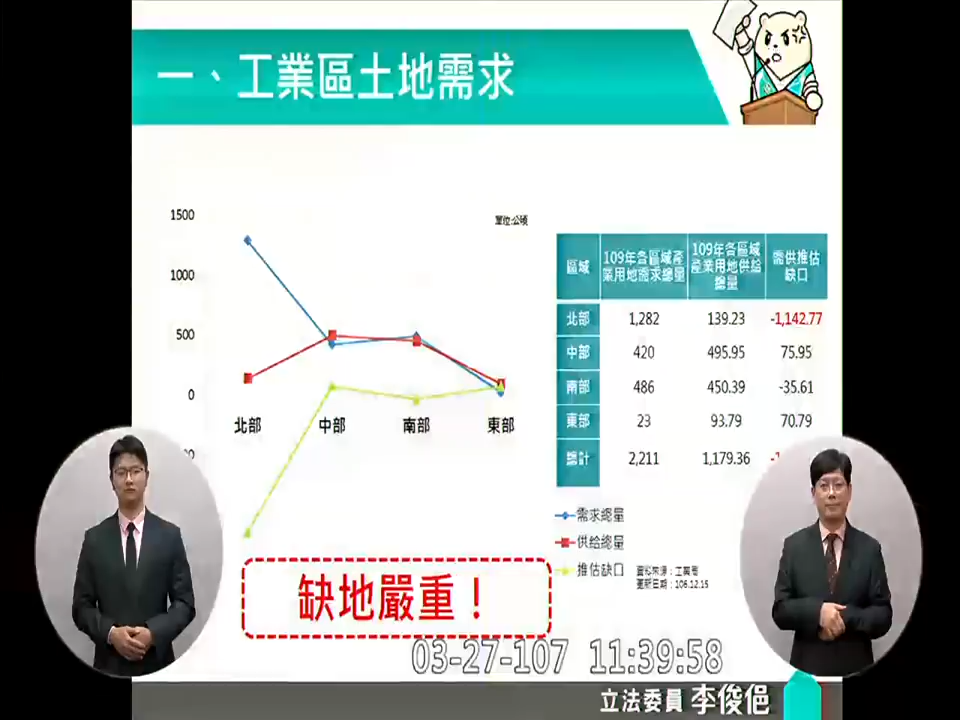 一、工業區土地需求
單位:公頃
1500
1000
500
0
北部 中部 南部 東部
區域 109年各區域產業用地需求總量 109年各區域產業用地供給總量 需供推估缺口
北部 1,282 139.23 -1,142.77
中部 420 495.95 75.95
南部 486 450.39 -35.61
東部 23 93.79 70.79
總計 2,211 1,179.36
需求總量
供給總量
推估缺口
資料來源：工業局
更新日期：106.12.15
缺地嚴重！
03-27-107 11:39:58
立法委員 李俊俋